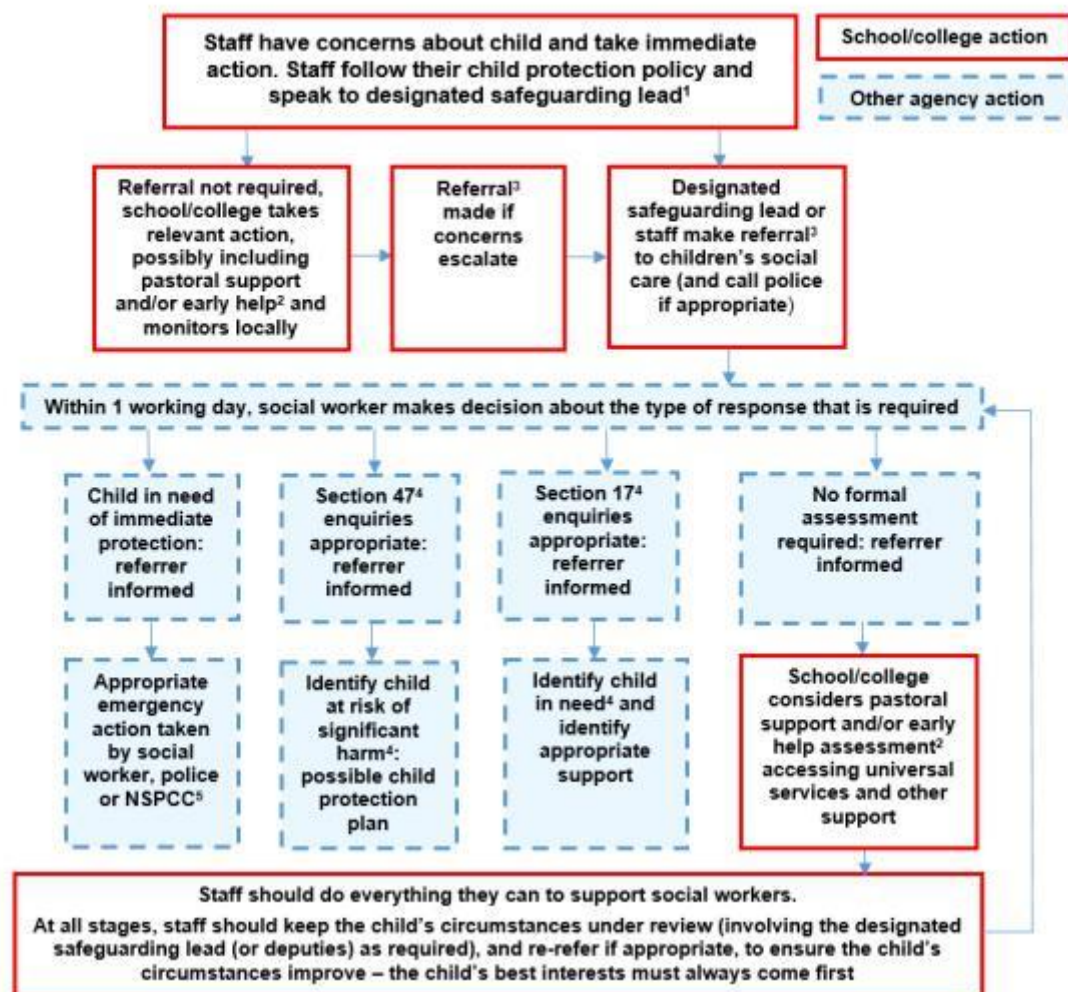 Staff have concerns about child and take immediate
action. Staff follow their child protection policy and
speak to designated safeguarding lead¹
School/college action
Other agency action
Referral not required,
school/college takes
relevant action,
possibly including
pastoral support
and/or early help² and
monitors locally
Referral³
made if
concerns
escalate
Designated
safeguarding lead or
staff make referral³
to children's social
care (and call police
if appropriate)
Within 1 working day, social worker makes decision about the type of response that is required
Child in need
of immediate
protection:
referrer
informed
Section 47⁴
enquiries
appropriate:
referrer
informed
Section 17⁴
enquiries
appropriate:
referrer
informed
No formal
assessment
required: referrer
informed
Appropriate
emergency
action taken
by social
worker, police
or NSPCC⁵
Identify child
at risk of
significant
harm⁴:
possible child
protection
plan
Identify child
in need⁴ and
identify
appropriate
support
School/college
considers pastoral
support and/or early
help assessment²
accessing universal
services and other
support
Staff should do everything they can to support social workers.
At all stages, staff should keep the child's circumstances under review (involving the designated
safeguarding lead (or deputies) as required), and re-refer if appropriate, to ensure the child's
circumstances improve – the child's best interests must always come first